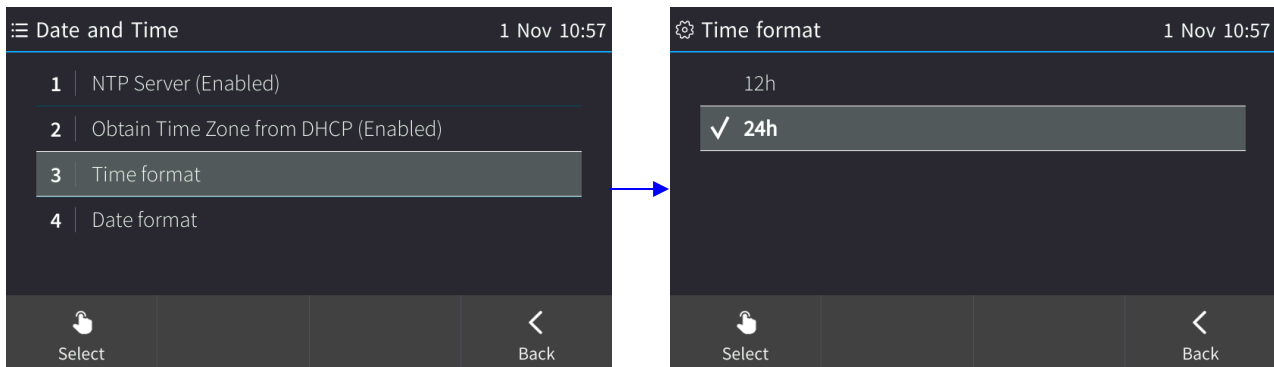 Date and Time 1 Nov 10:57
1 NTP Server (Enabled)
2 Obtain Time Zone from DHCP (Enabled)
3 Time format
4 Date format
Select Back
Time format 1 Nov 10:57
12h
24h
Select Back